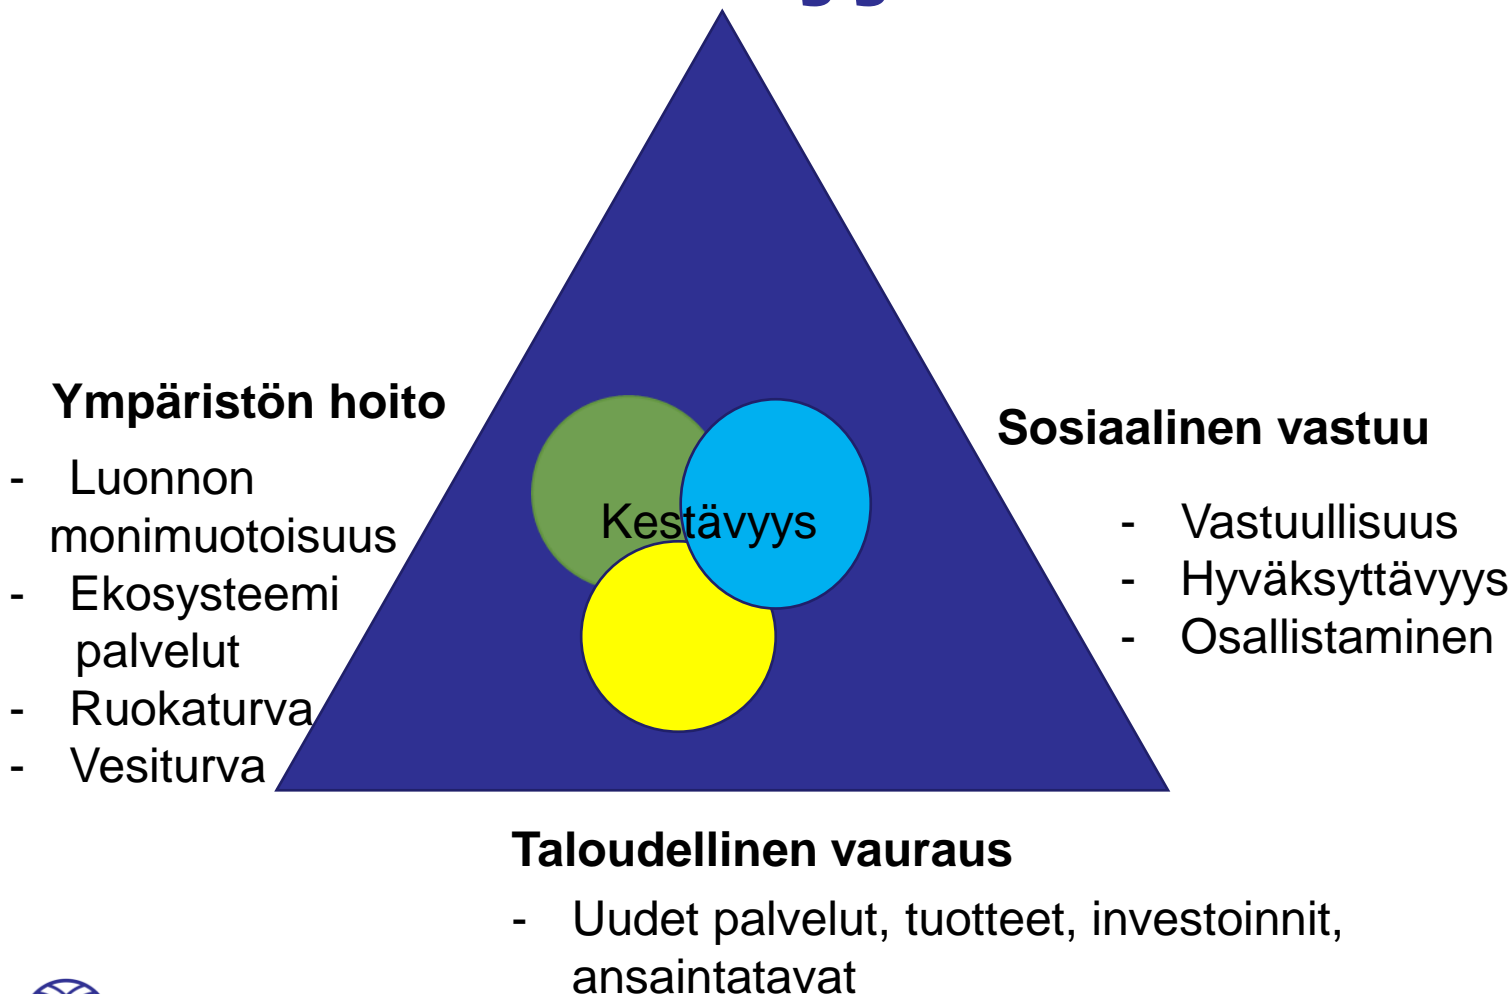 Ympäristön hoito
- Luonnon
monimuotoisuus
- Ekosysteemi
palvelut
- Ruokaturva
- Vesiturva
Kestävyys
Sosiaalinen vastuu
- Vastuullisuus
- Hyväksyttävyys
- Osallistaminen
Taloudellinen vauraus
- Uudet palvelut, tuotteet, investoinnit,
ansaintatavat